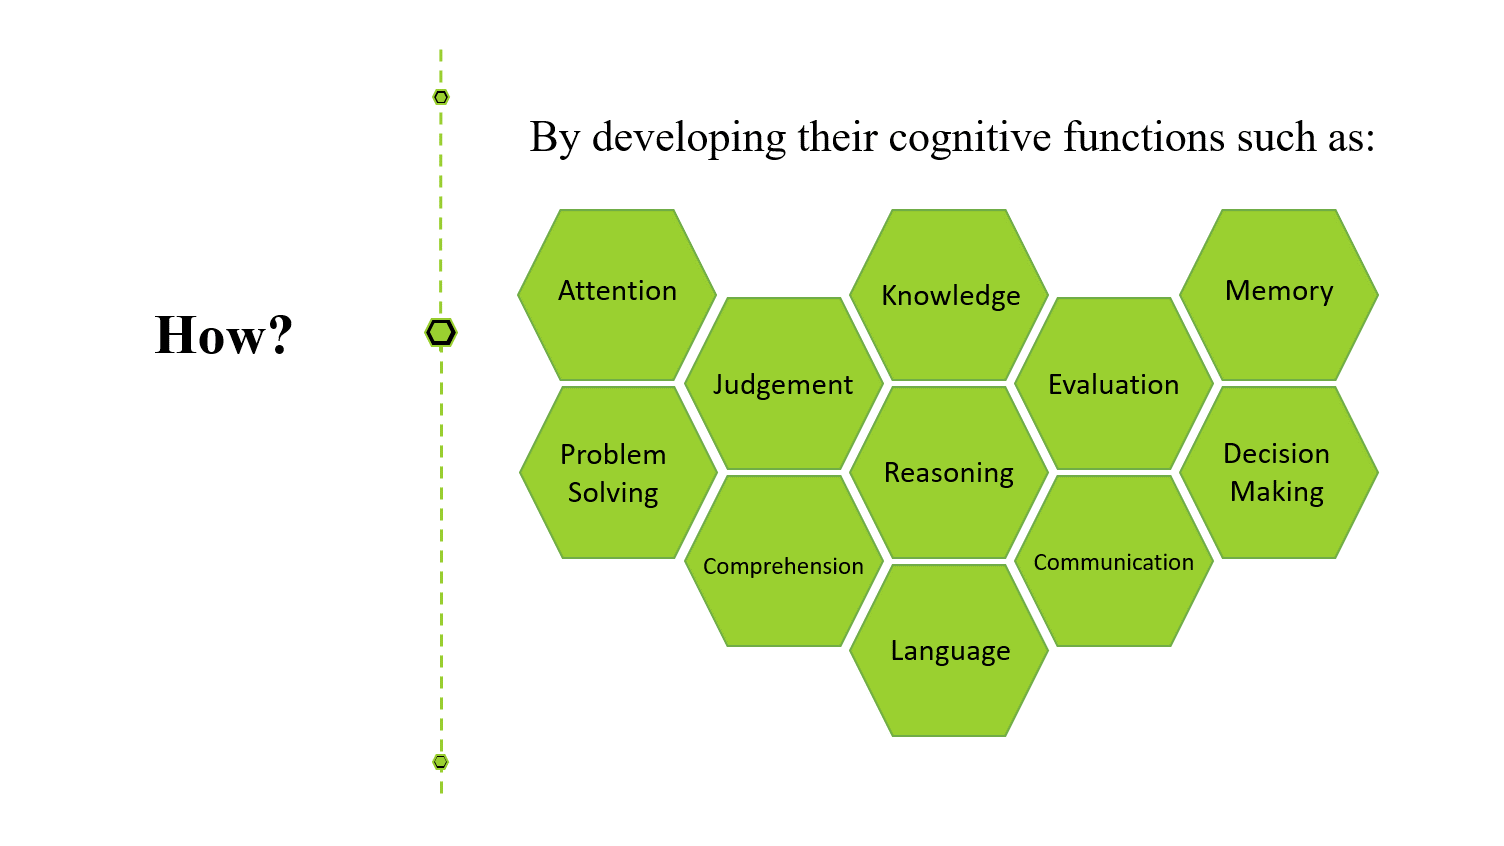 How?
By developing their cognitive functions such as:
Attention
Knowledge
Memory
Judgement
Evaluation
Problem
Solving
Reasoning
Decision
Making
Comprehension
Communication
Language